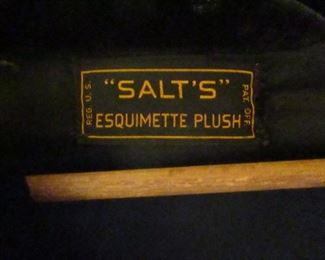 REG. U. S.
"SALT'S"
ESQUIMETTE PLUSH
PAT. OFF.